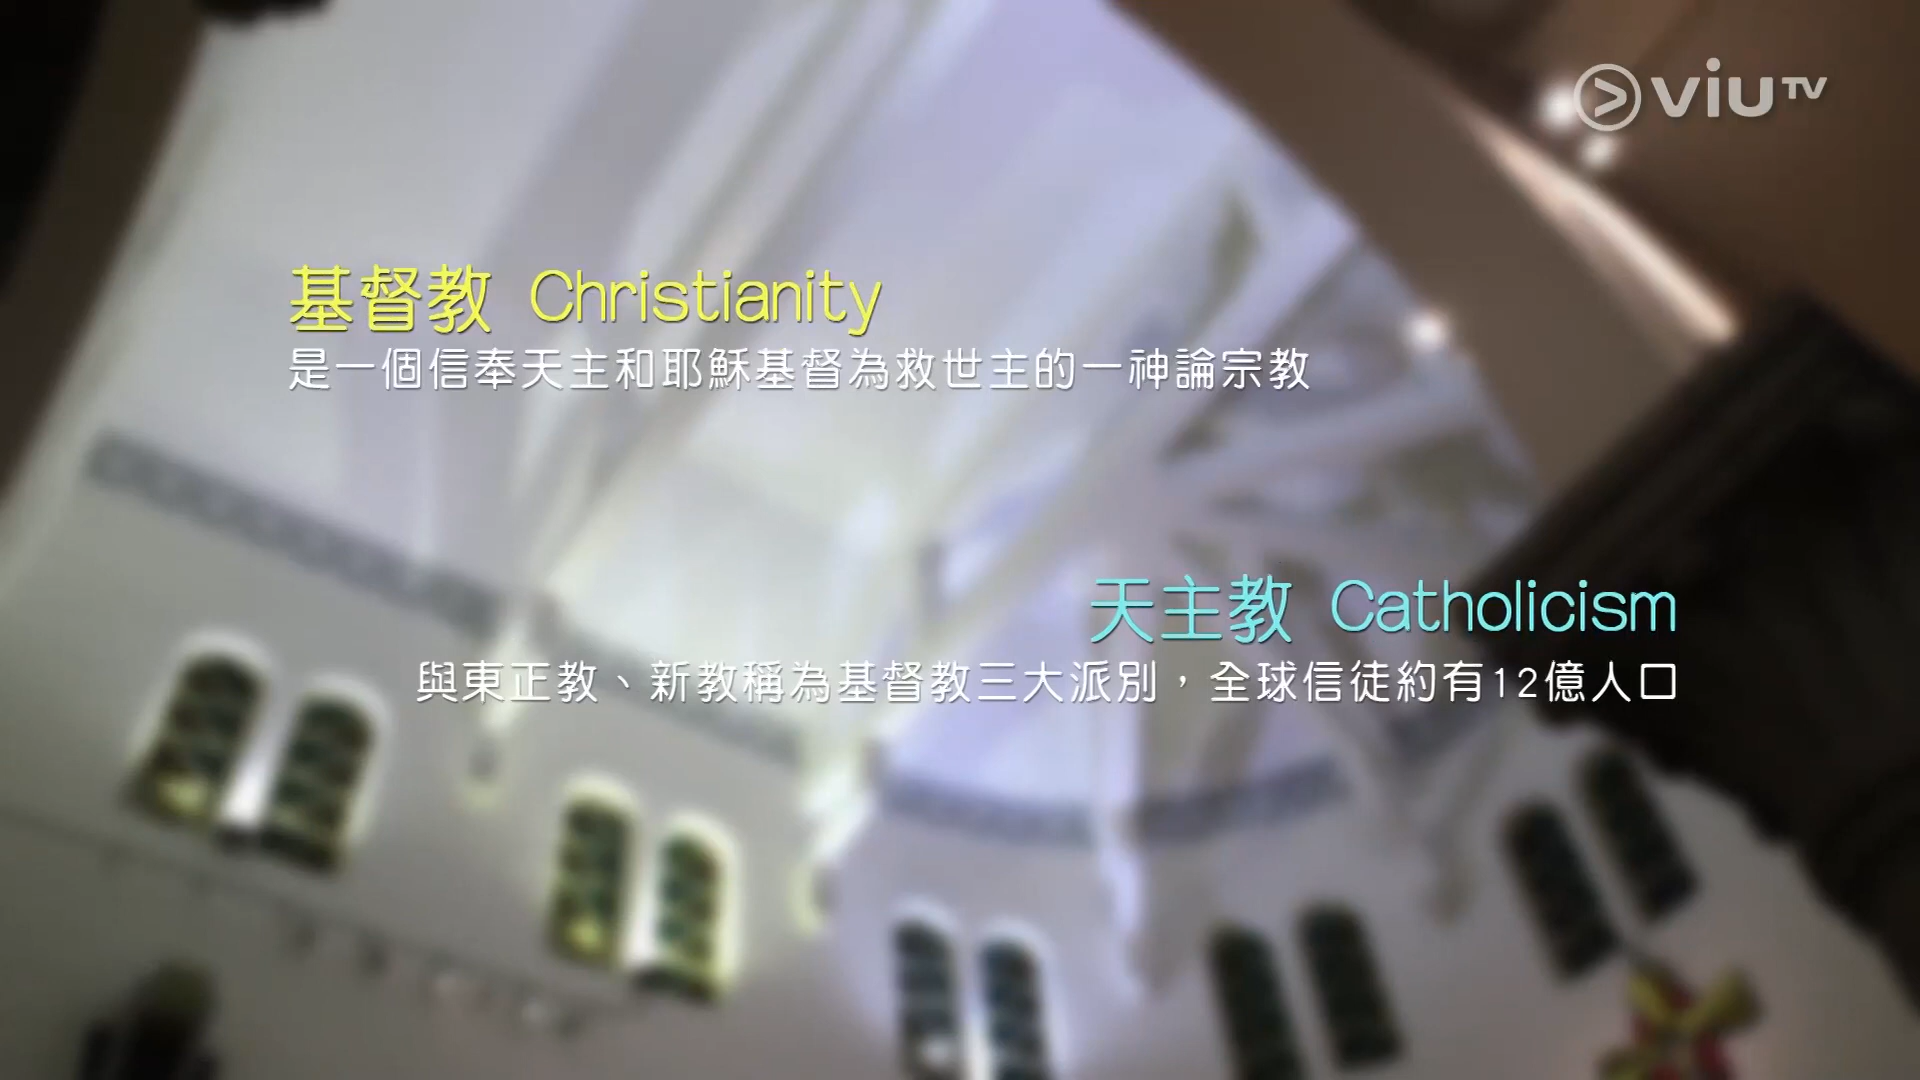 viuTV
基督教 Christianity
是一個信奉天主和耶穌基督為救世主的一神論宗教
天主教 Catholicism
與東正教、新教稱為基督教三大派別，全球信徒約有12億人口